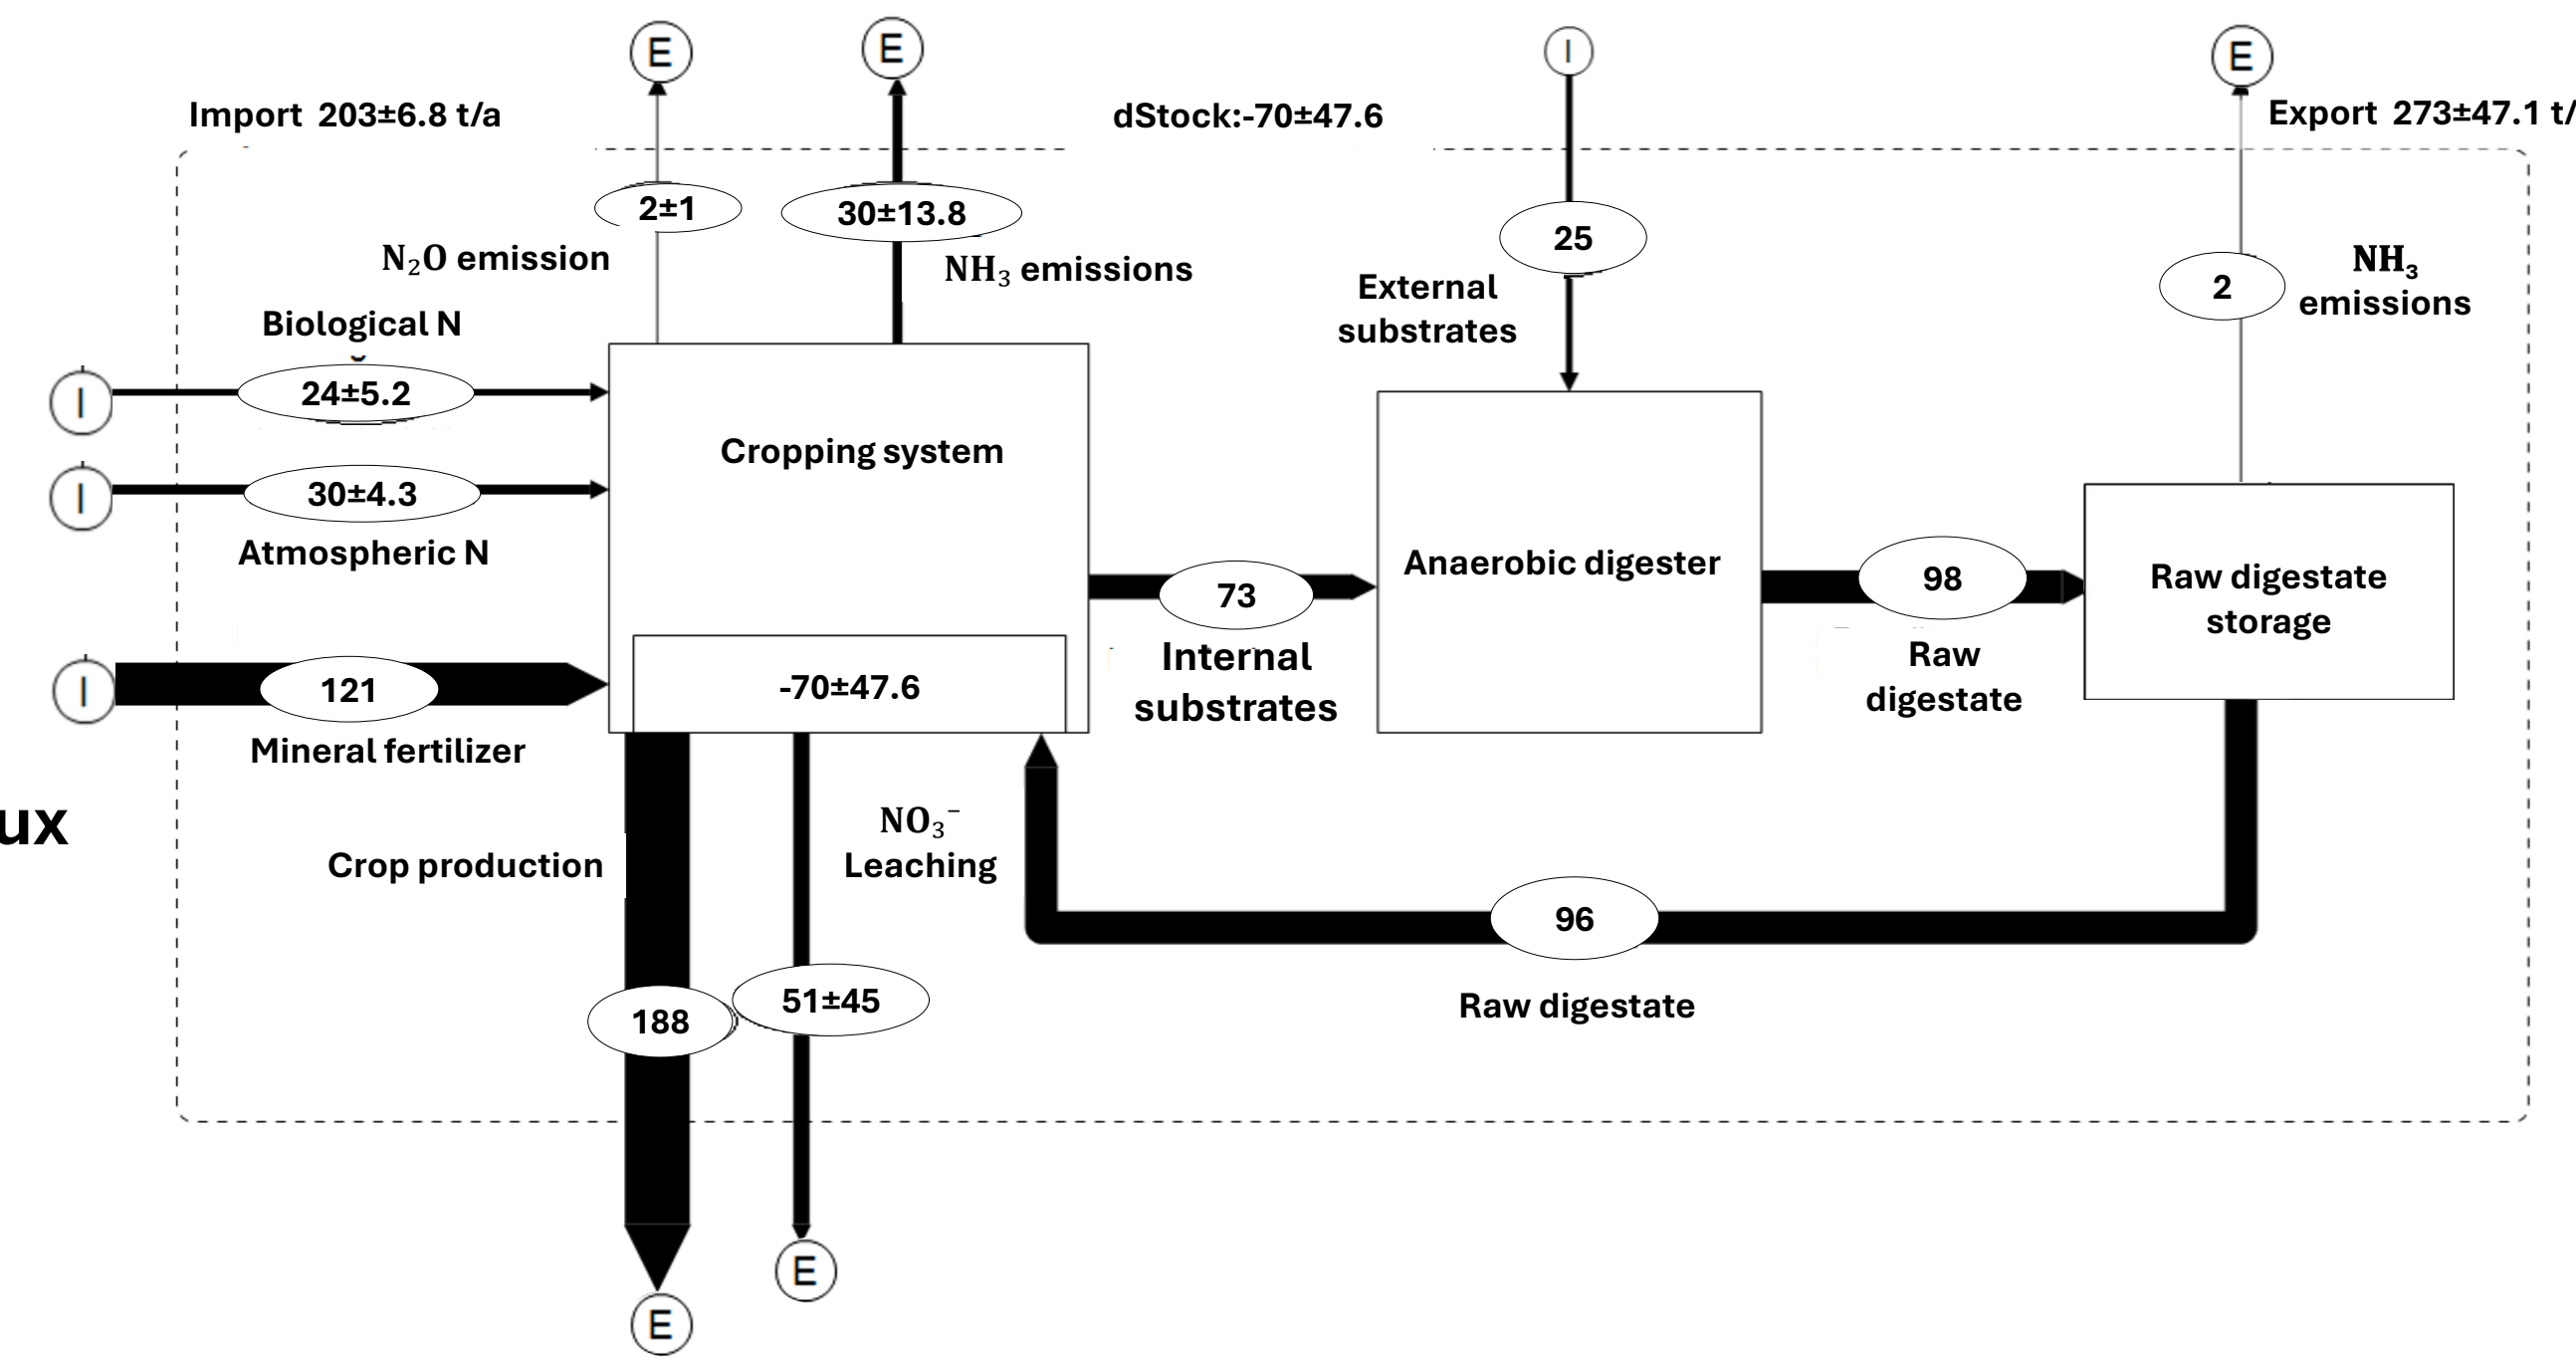 E
E
I
E
Import 203±6.8 t/a
dStock:-70±47.6
Export 273±47.1 t/
2±1
30±13.8
25
N₂O emission
NH₃ emissions
External
substrates
2
NH₃
emissions
Biological N
I
24±5.2
Cropping system
I
30±4.3
Atmospheric N
Anaerobic digester
73
Internal
substrates
98
Raw
digestate
Raw digestate
storage
I
121
-70±47.6
Mineral fertilizer
ux
Crop production
NO₃⁻
Leaching
96
Raw digestate
188
51±45
E
E